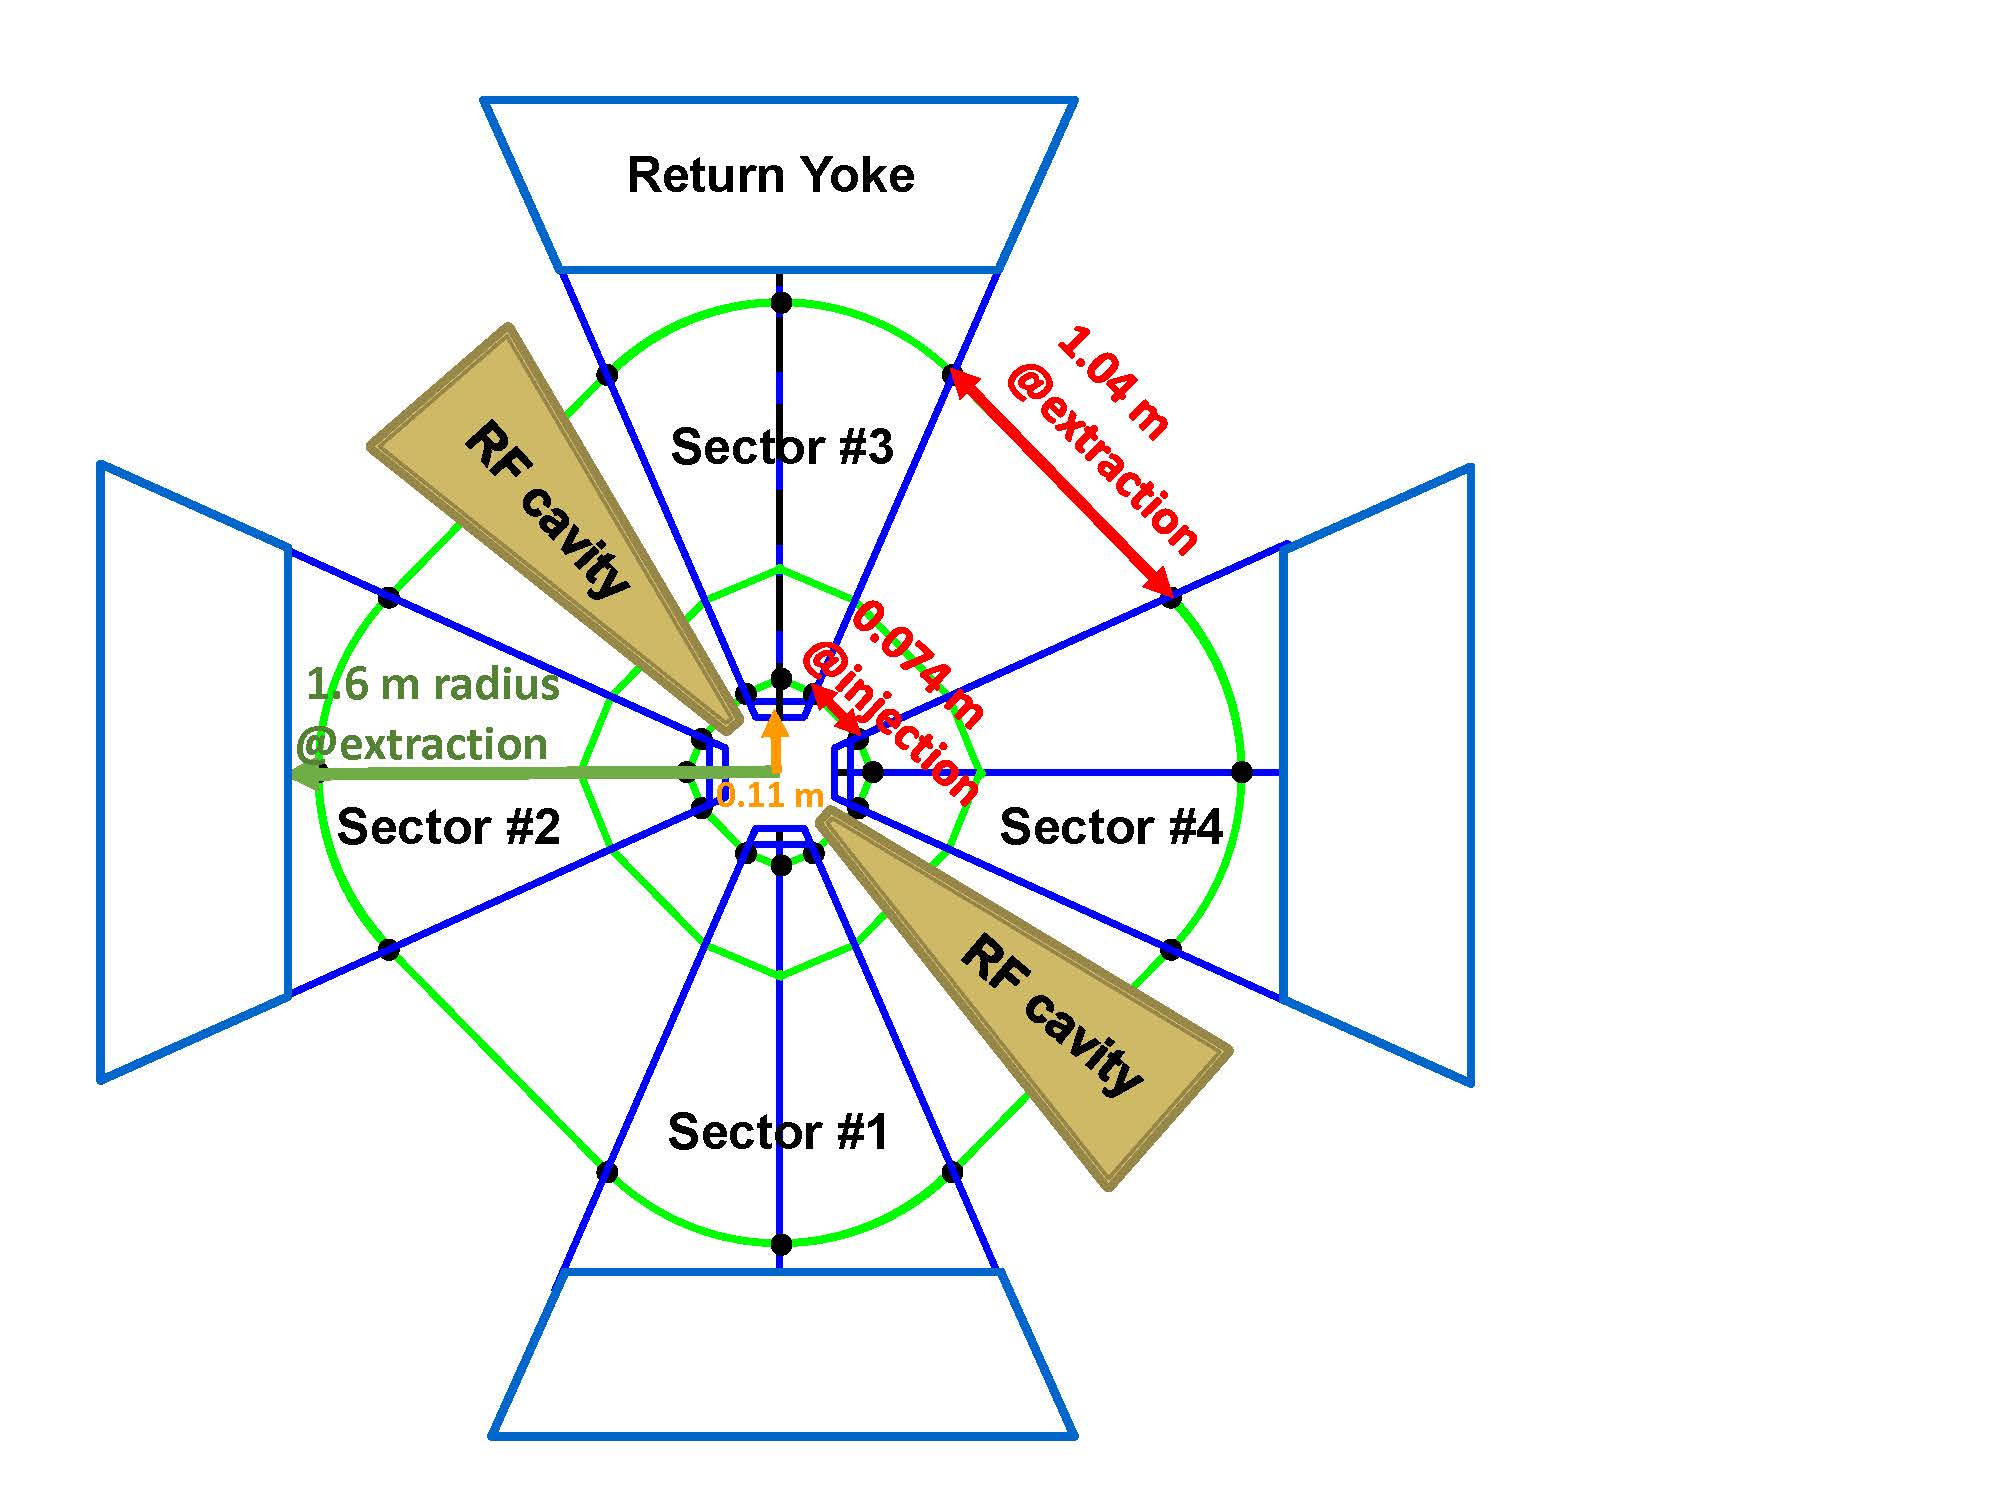 Return Yoke
1.04 m
@extraction
Sector #3
RF cavity
0.074 m
@injection
1.6 m radius
@extraction
0.11 m
Sector #2
Sector #4
RF cavity
Sector #1